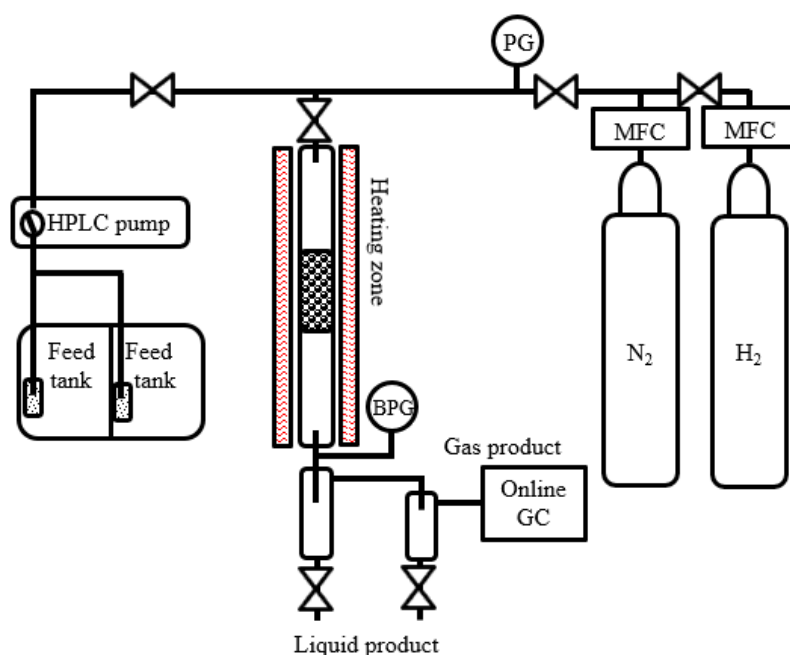 PG
MFC
MFC
HPLC pump
Heating zone
Feed
tank
Feed
tank
N₂
H₂
BPG
Gas product
Online
GC
Liquid product